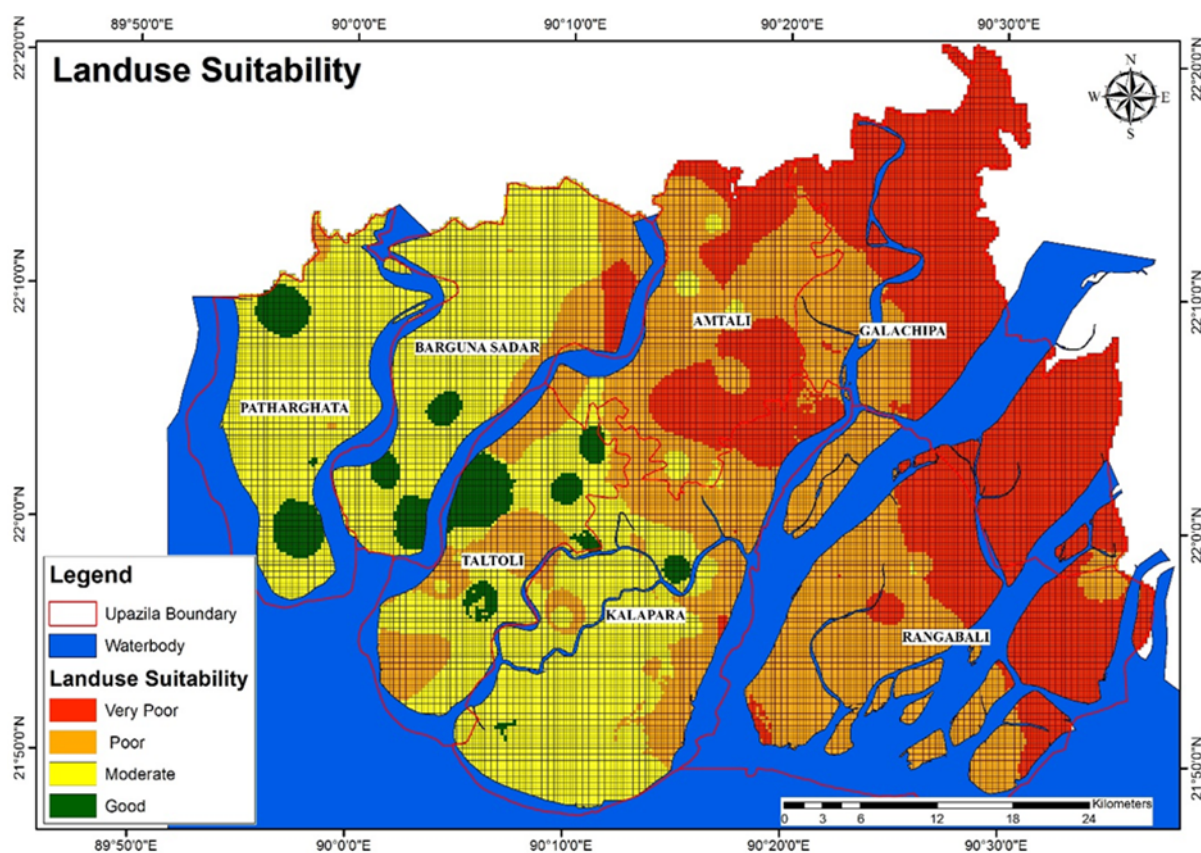 89°50'0"E 90°0'0"E 90°10'0"E 90°20'0"E 90°30'0"E
22°20'0"N
22°20'0"N
Landuse Suitability
N
W E
S
22°10'0"N
22°10'0"N
AMTALI
GALACHIPA
BARGUNA SADAR
PATHARGHATA
22°0'0"N
22°0'0"N
TALTOLI
KALAPARA
RANGABALI
Legend
Upazila Boundary
Waterbody
Landuse Suitability
Very Poor
Poor
Moderate
Good
21°50'0"N
21°50'0"N
Kilometers
0 3 6 12 18 24
89°50'0"E 90°0'0"E 90°10'0"E 90°20'0"E 90°30'0"E